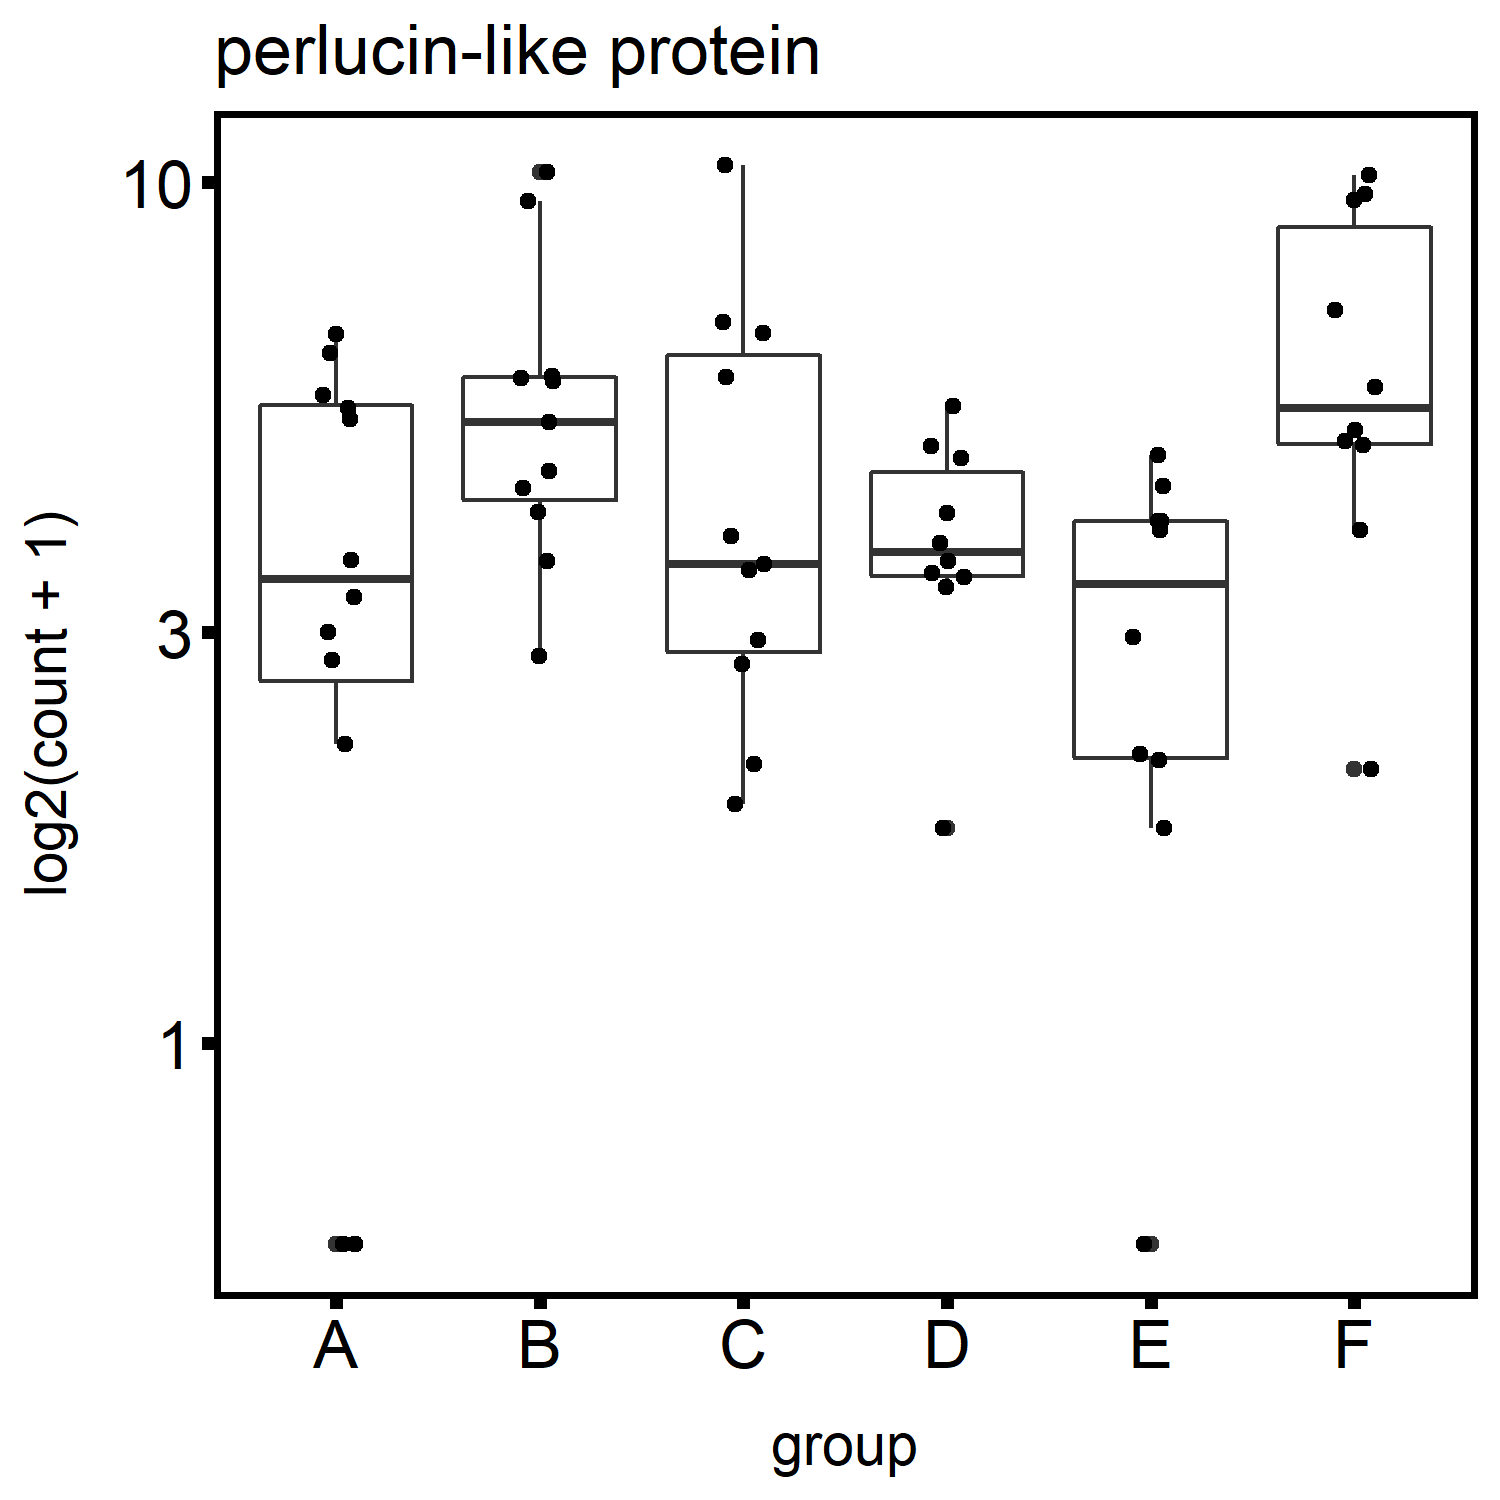 perlucin-like protein
10
3
1
log2(count + 1)
A B C D E F
group